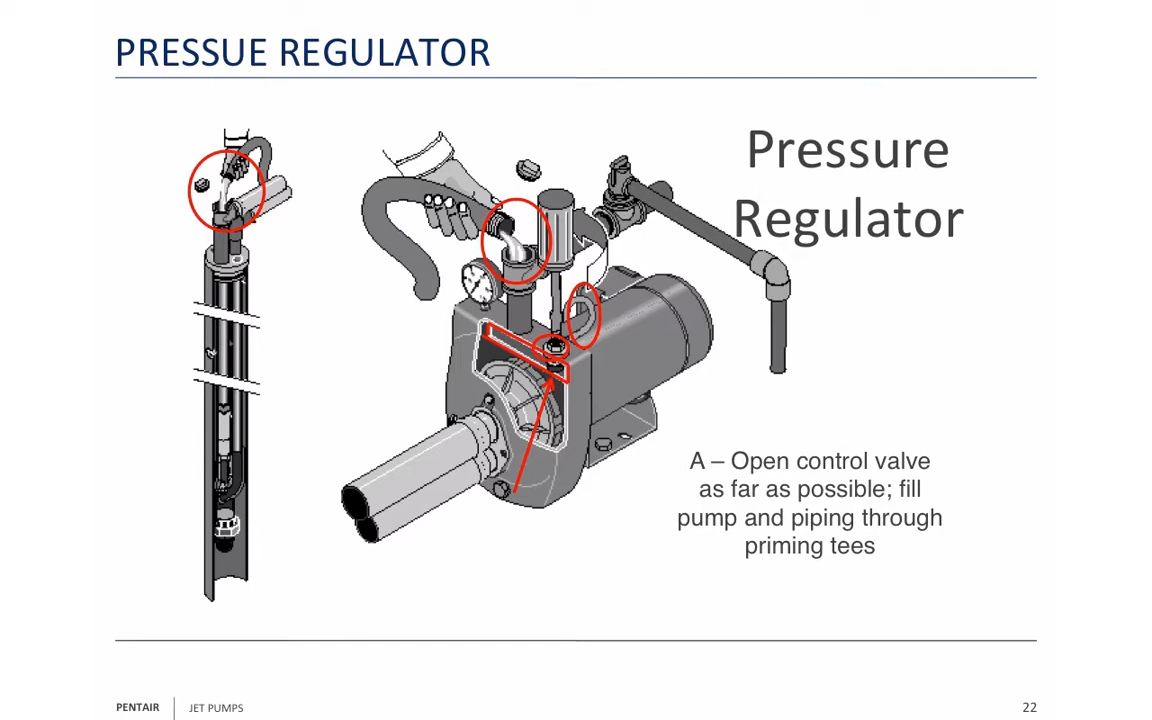 PRESSUE REGULATOR
Pressure
Regulator
A – Open control valve
as far as possible; fill
pump and piping through
priming tees
PENTAIR
JET PUMPS
22